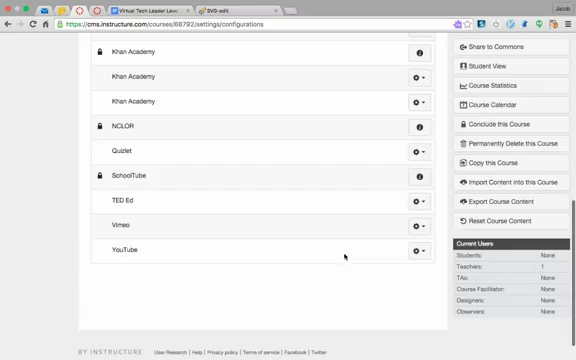 Jacob
Virtual Tech Leader Level
SVG-edit
https://cms.instructure.com/courses/68792/settings/configurations
Khan Academy
Khan Academy
Khan Academy
NCLOR
Quizlet
SchoolTube
TED Ed
Vimeo
YouTube
Share to Commons
Student View
Course Statistics
Course Calendar
Conclude this Course
Permanently Delete this Course
Copy this Course
Import Content into this Course
Export Course Content
Reset Course Content
Current Users
Students: None
Teachers: 1
TAs: None
Course Facilitator: None
Designers: None
Observers: None
BY INSTRUCTURE User Research | Help | Privacy policy | Terms of service | Facebook | Twitter